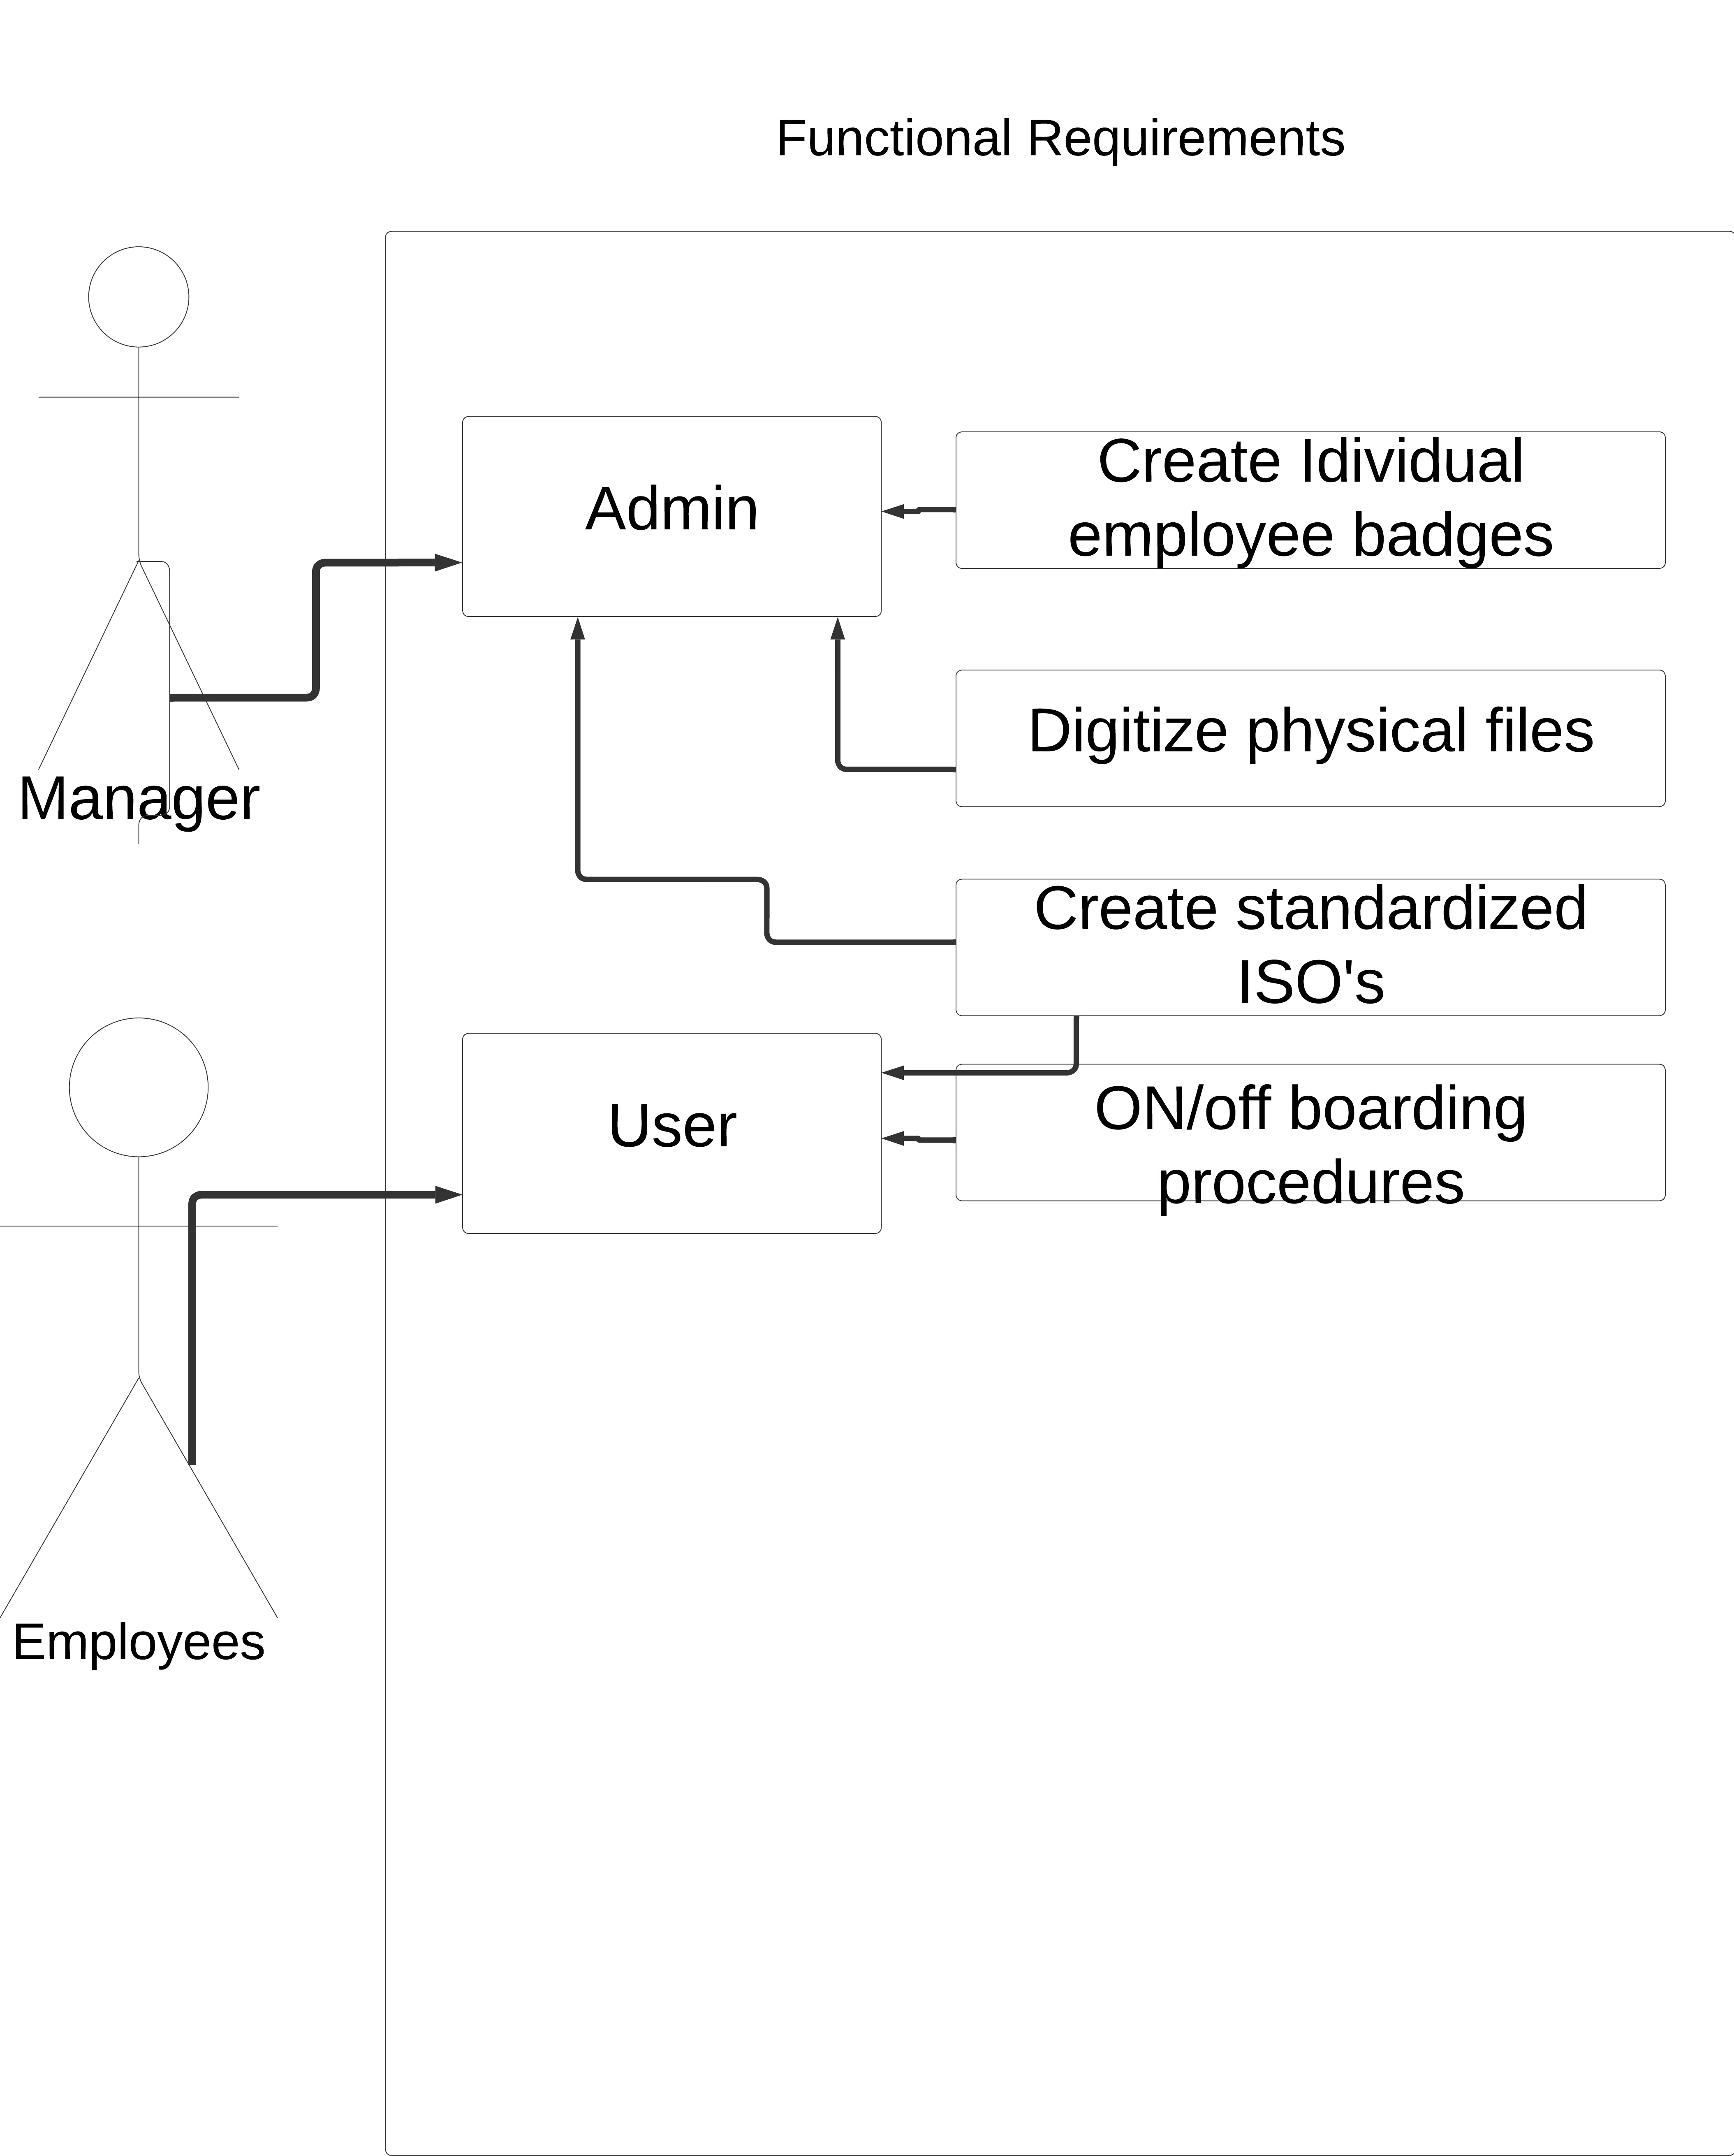 Functional Requirements
Admin
Create Idividual
employee badges
Digitize physical files
Manager
Create standardized
ISO's
User
ON/off boarding
procedures
Employees